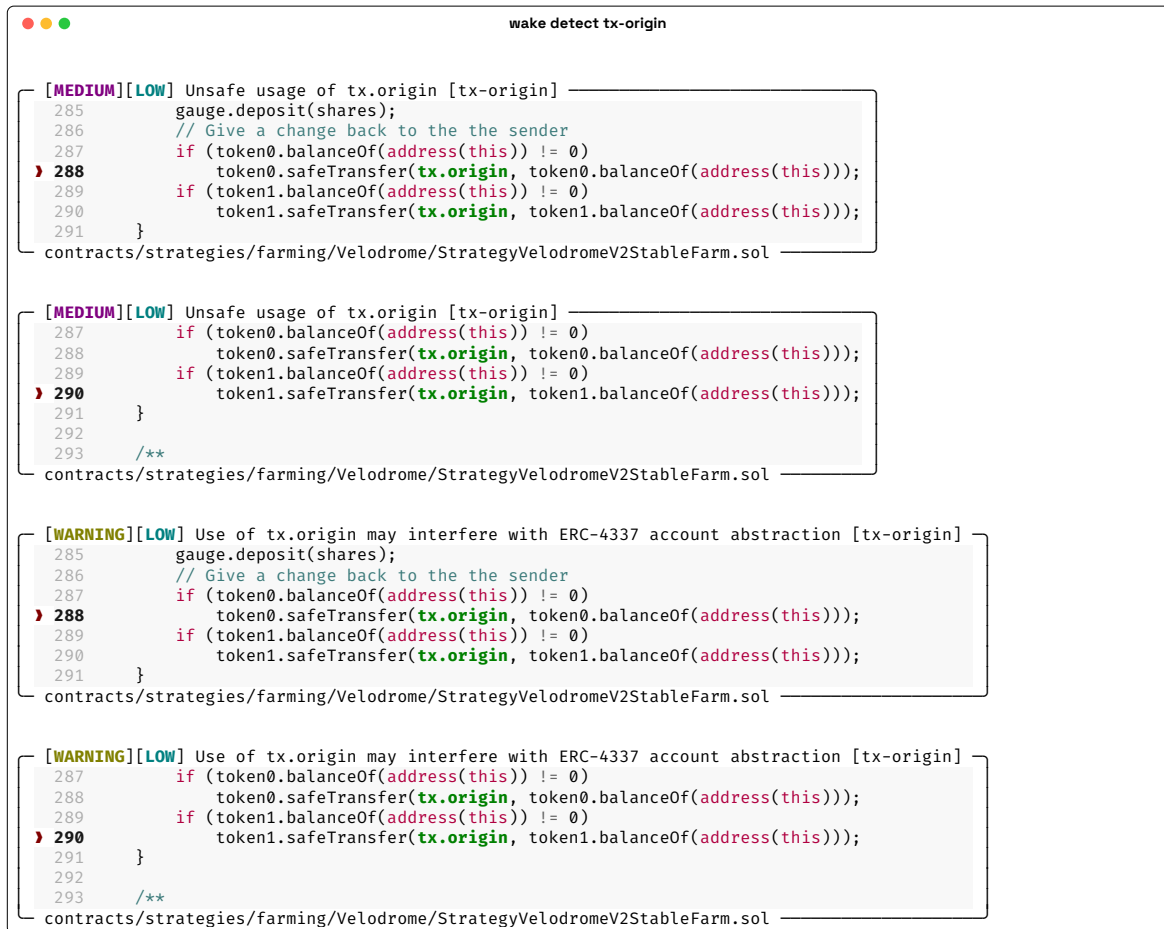 wake detect tx-origin
[MEDIUM][LOW] Unsafe usage of tx.origin [tx-origin]
285 gauge.deposit(shares);
286 // Give a change back to the the sender
287 if (token0.balanceOf(address(this)) != 0)
❱ 288 token0.safeTransfer(tx.origin, token0.balanceOf(address(this)));
289 if (token1.balanceOf(address(this)) != 0)
290 token1.safeTransfer(tx.origin, token1.balanceOf(address(this)));
291 }
contracts/strategies/farming/Velodrome/StrategyVelodromeV2StableFarm.sol
[MEDIUM][LOW] Unsafe usage of tx.origin [tx-origin]
287 if (token0.balanceOf(address(this)) != 0)
288 token0.safeTransfer(tx.origin, token0.balanceOf(address(this)));
289 if (token1.balanceOf(address(this)) != 0)
❱ 290 token1.safeTransfer(tx.origin, token1.balanceOf(address(this)));
291 }
292
293 /**
contracts/strategies/farming/Velodrome/StrategyVelodromeV2StableFarm.sol
[WARNING][LOW] Use of tx.origin may interfere with ERC-4337 account abstraction [tx-origin]
285 gauge.deposit(shares);
286 // Give a change back to the the sender
287 if (token0.balanceOf(address(this)) != 0)
❱ 288 token0.safeTransfer(tx.origin, token0.balanceOf(address(this)));
289 if (token1.balanceOf(address(this)) != 0)
290 token1.safeTransfer(tx.origin, token1.balanceOf(address(this)));
291 }
contracts/strategies/farming/Velodrome/StrategyVelodromeV2StableFarm.sol
[WARNING][LOW] Use of tx.origin may interfere with ERC-4337 account abstraction [tx-origin]
287 if (token0.balanceOf(address(this)) != 0)
288 token0.safeTransfer(tx.origin, token0.balanceOf(address(this)));
289 if (token1.balanceOf(address(this)) != 0)
❱ 290 token1.safeTransfer(tx.origin, token1.balanceOf(address(this)));
291 }
292
293 /**
contracts/strategies/farming/Velodrome/StrategyVelodromeV2StableFarm.sol